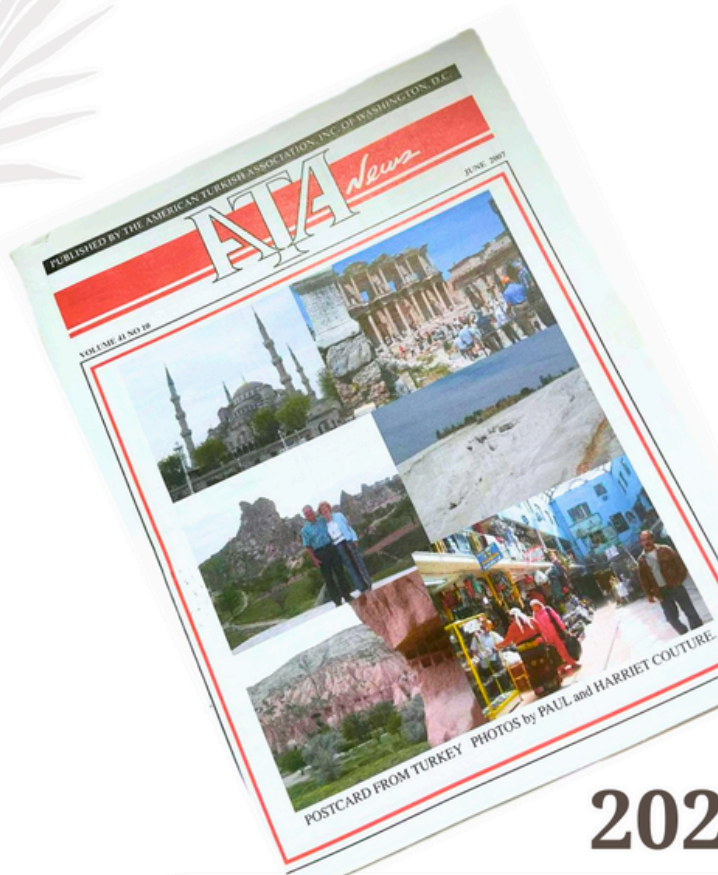 PUBLISHED BY THE AMERICAN TURKISH ASSOCIATION, INC. OF WASHINGTON, D.C.
ATA News
JUNE 2007
VOLUME 41 NO 10
POSTCARD FROM TURKEY PHOTOS by PAUL and HARRIET COUTURE.
202